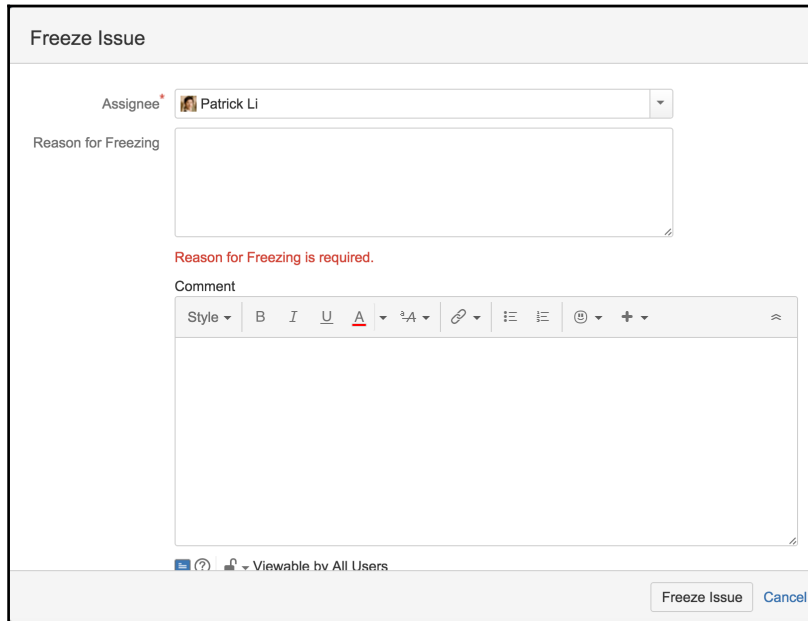 Freeze Issue
Assignee*
Patrick Li
Reason for Freezing
Reason for Freezing is required.
Comment
Style B I U A ªA
Viewable by All Users
Freeze Issue Cancel